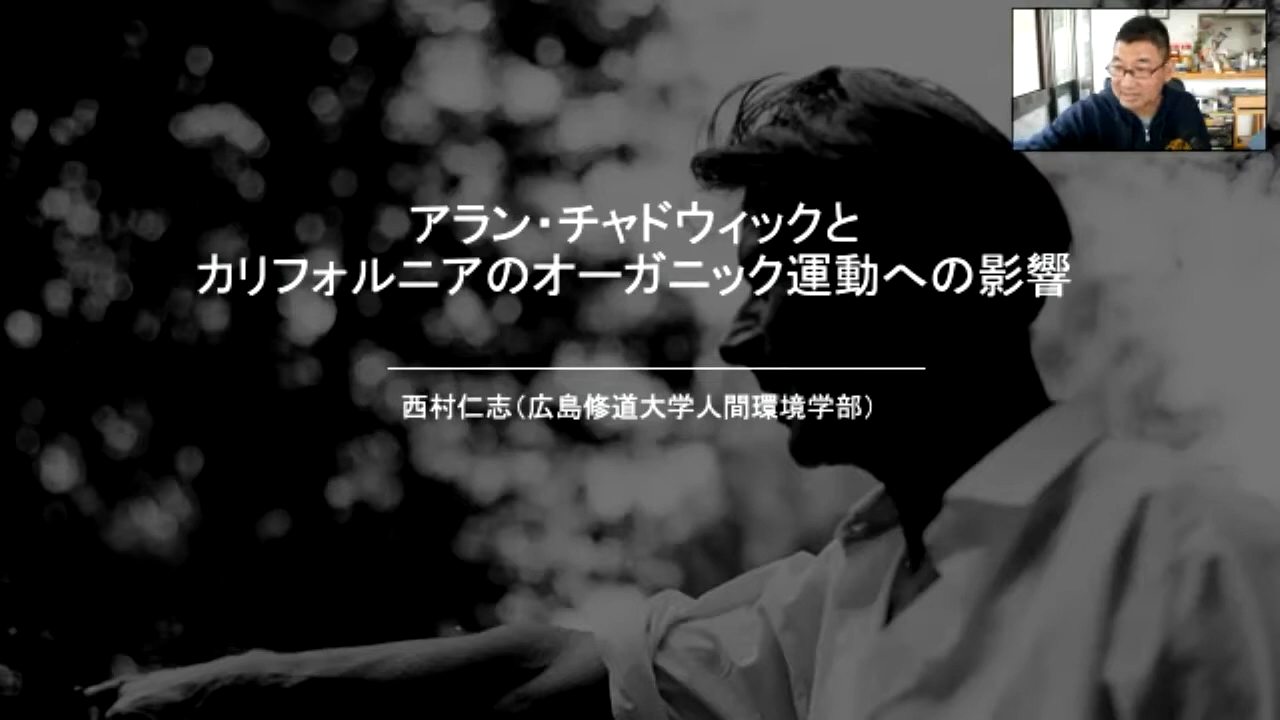 アラン・チャドウィックと
カリフォルニアのオーガニック運動への影響
西村仁志（広島修道大学人間環境学部）